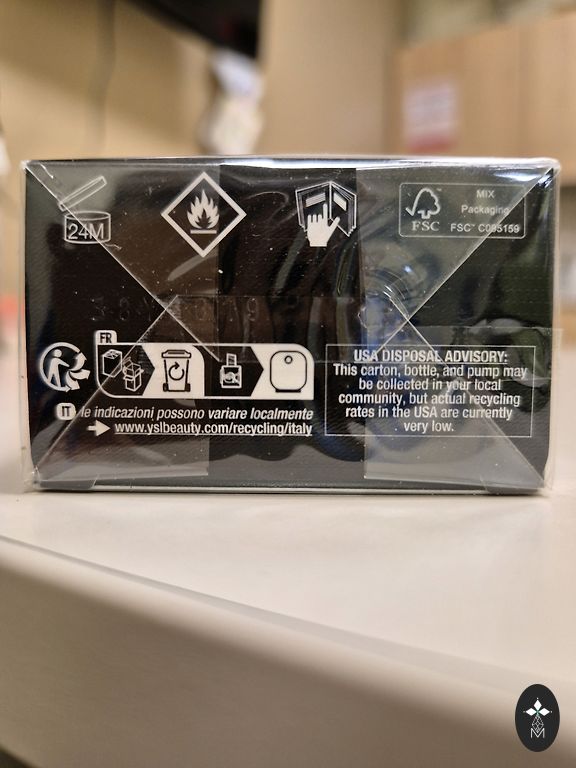 24M
MIX
Packaging
FSC
FSC™ C095159
FR
USA DISPOSAL ADVISORY:
This carton, bottle, and pump may
be collected in your local
community, but actual recycling
rates in the USA are currently
very low.
IT le indicazioni possono variare localmente
www.yslbeauty.com/recycling/italy
M